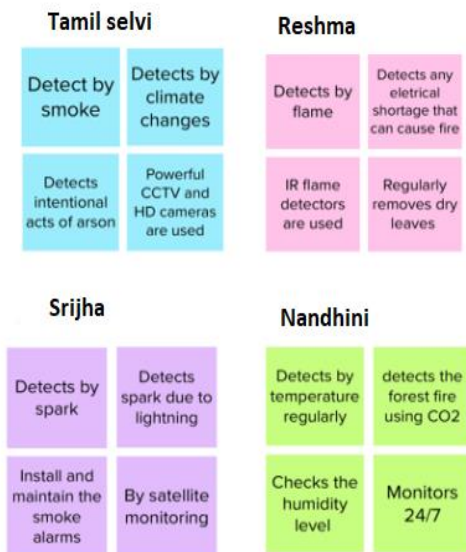 Tamil selvi
Detect by
smoke
Detects by
climate
changes
Detects
intentional
acts of arson
Powerful
CCTV and
HD cameras
are used
Reshma
Detects by
flame
Detects any
eletrical
shortage that
can cause fire
IR flame
detectors
are used
Regularly
removes dry
leaves
Srijha
Detects by
spark
Detects
spark due to
lightning
Install and
maintain the
smoke
alarms
By satellite
monitoring
Nandhini
Detects by
temperature
regularly
detects the
forest fire
using CO2
Checks the
humidity
level
Monitors
24/7